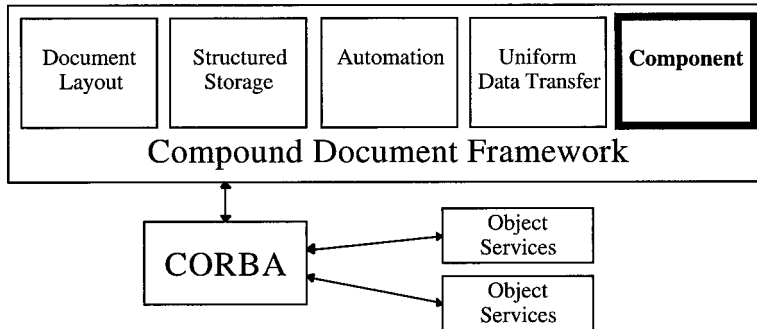 Document
Layout
Structured
Storage
Automation
Uniform
Data Transfer
Component
Compound Document Framework
CORBA
Object
Services
Object
Services